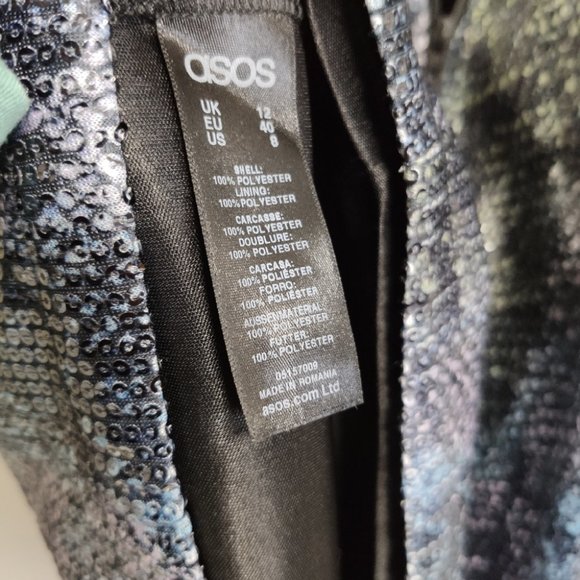 asos
UK 12
EU 40
US 8
SHELL:
100% POLYESTER
LINING:
100% POLYESTER
CARCASSE:
100% POLYESTER
DOUBLURE:
100% POLYESTER
CARCASA:
100% POLIÉSTER
FORRO:
100% POLIÉSTER
AUSSENMATERIAL
100% POLYESTER
FUTTER:
100% POLYESTER
05157009
MADE IN ROMANIA
asos.com Ltd